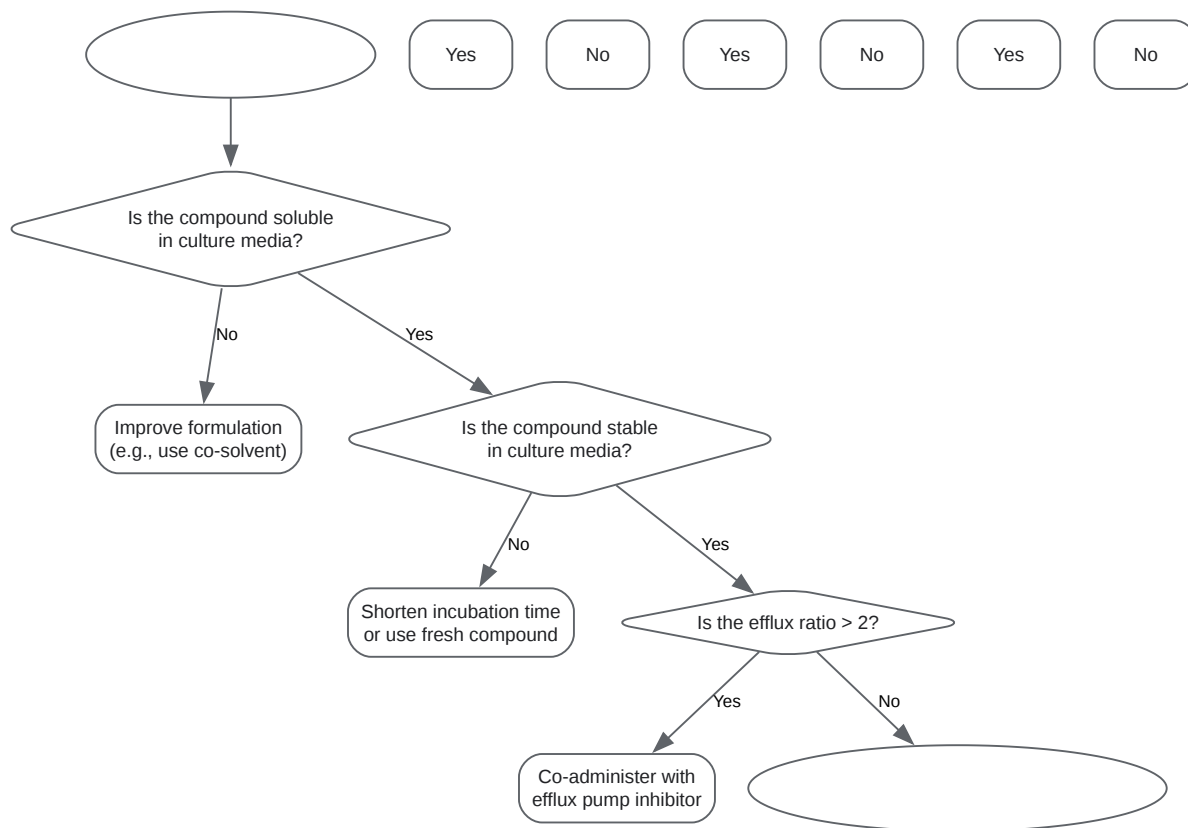 Yes
No
Yes
No
Yes
No
Is the compound soluble
in culture media?
No
Yes
Improve formulation
(e.g., use co-solvent)
Is the compound stable
in culture media?
No
Yes
Shorten incubation time
or use fresh compound
Is the efflux ratio > 2?
Yes
No
Co-administer with
efflux pump inhibitor